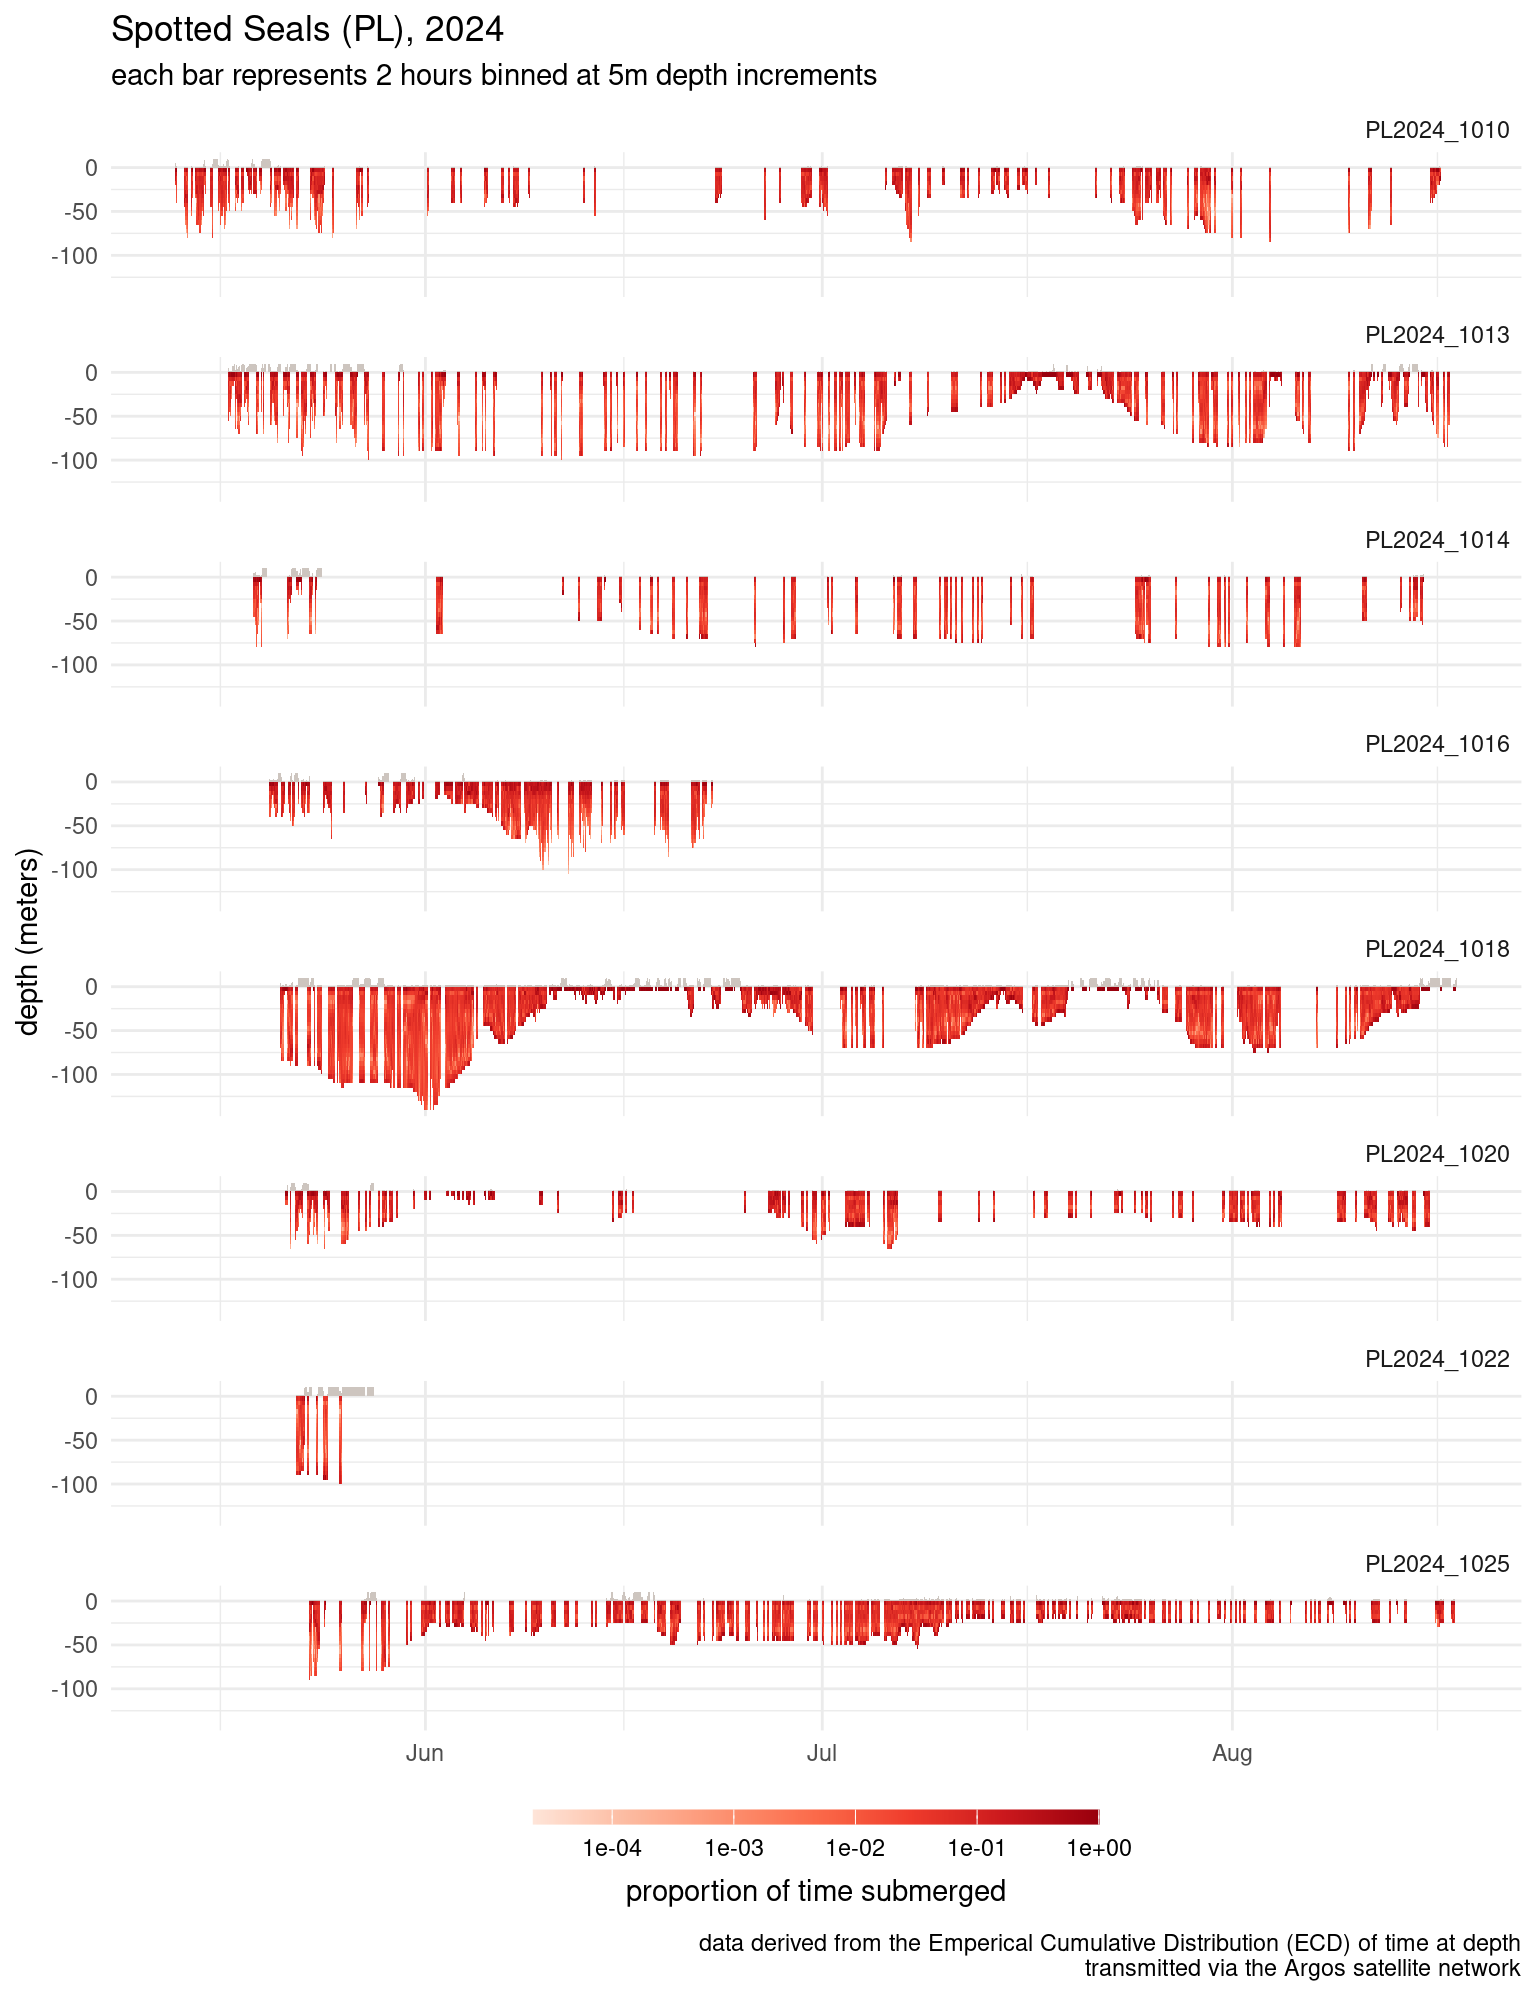 Spotted Seals (PL), 2024
each bar represents 2 hours binned at 5m depth increments
PL2024_1010
0
-50
-100
PL2024_1013
0
-50
-100
PL2024_1014
0
-50
-100
PL2024_1016
0
-50
-100
depth (meters)
PL2024_1018
0
-50
-100
PL2024_1020
0
-50
-100
PL2024_1022
0
-50
-100
PL2024_1025
0
-50
-100
Jun Jul Aug
1e-04 1e-03 1e-02 1e-01 1e+00
proportion of time submerged
data derived from the Emperical Cumulative Distribution (ECD) of time at depth
transmitted via the Argos satellite network